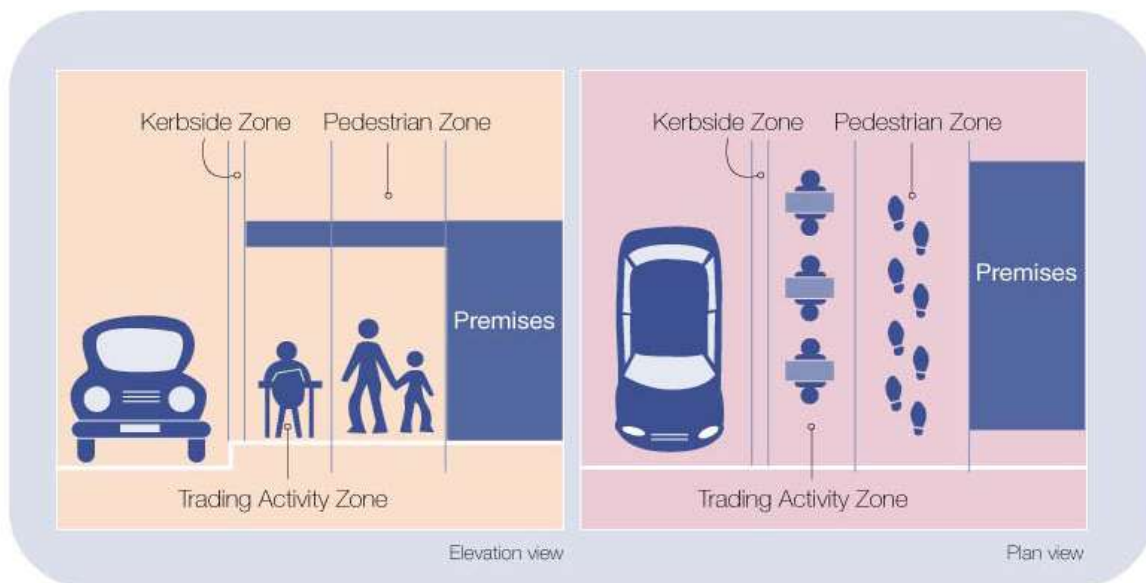 Kerbside Zone
Pedestrian Zone
Premises
Trading Activity Zone
Elevation view
Kerbside Zone
Pedestrian Zone
Premises
Trading Activity Zone
Plan view